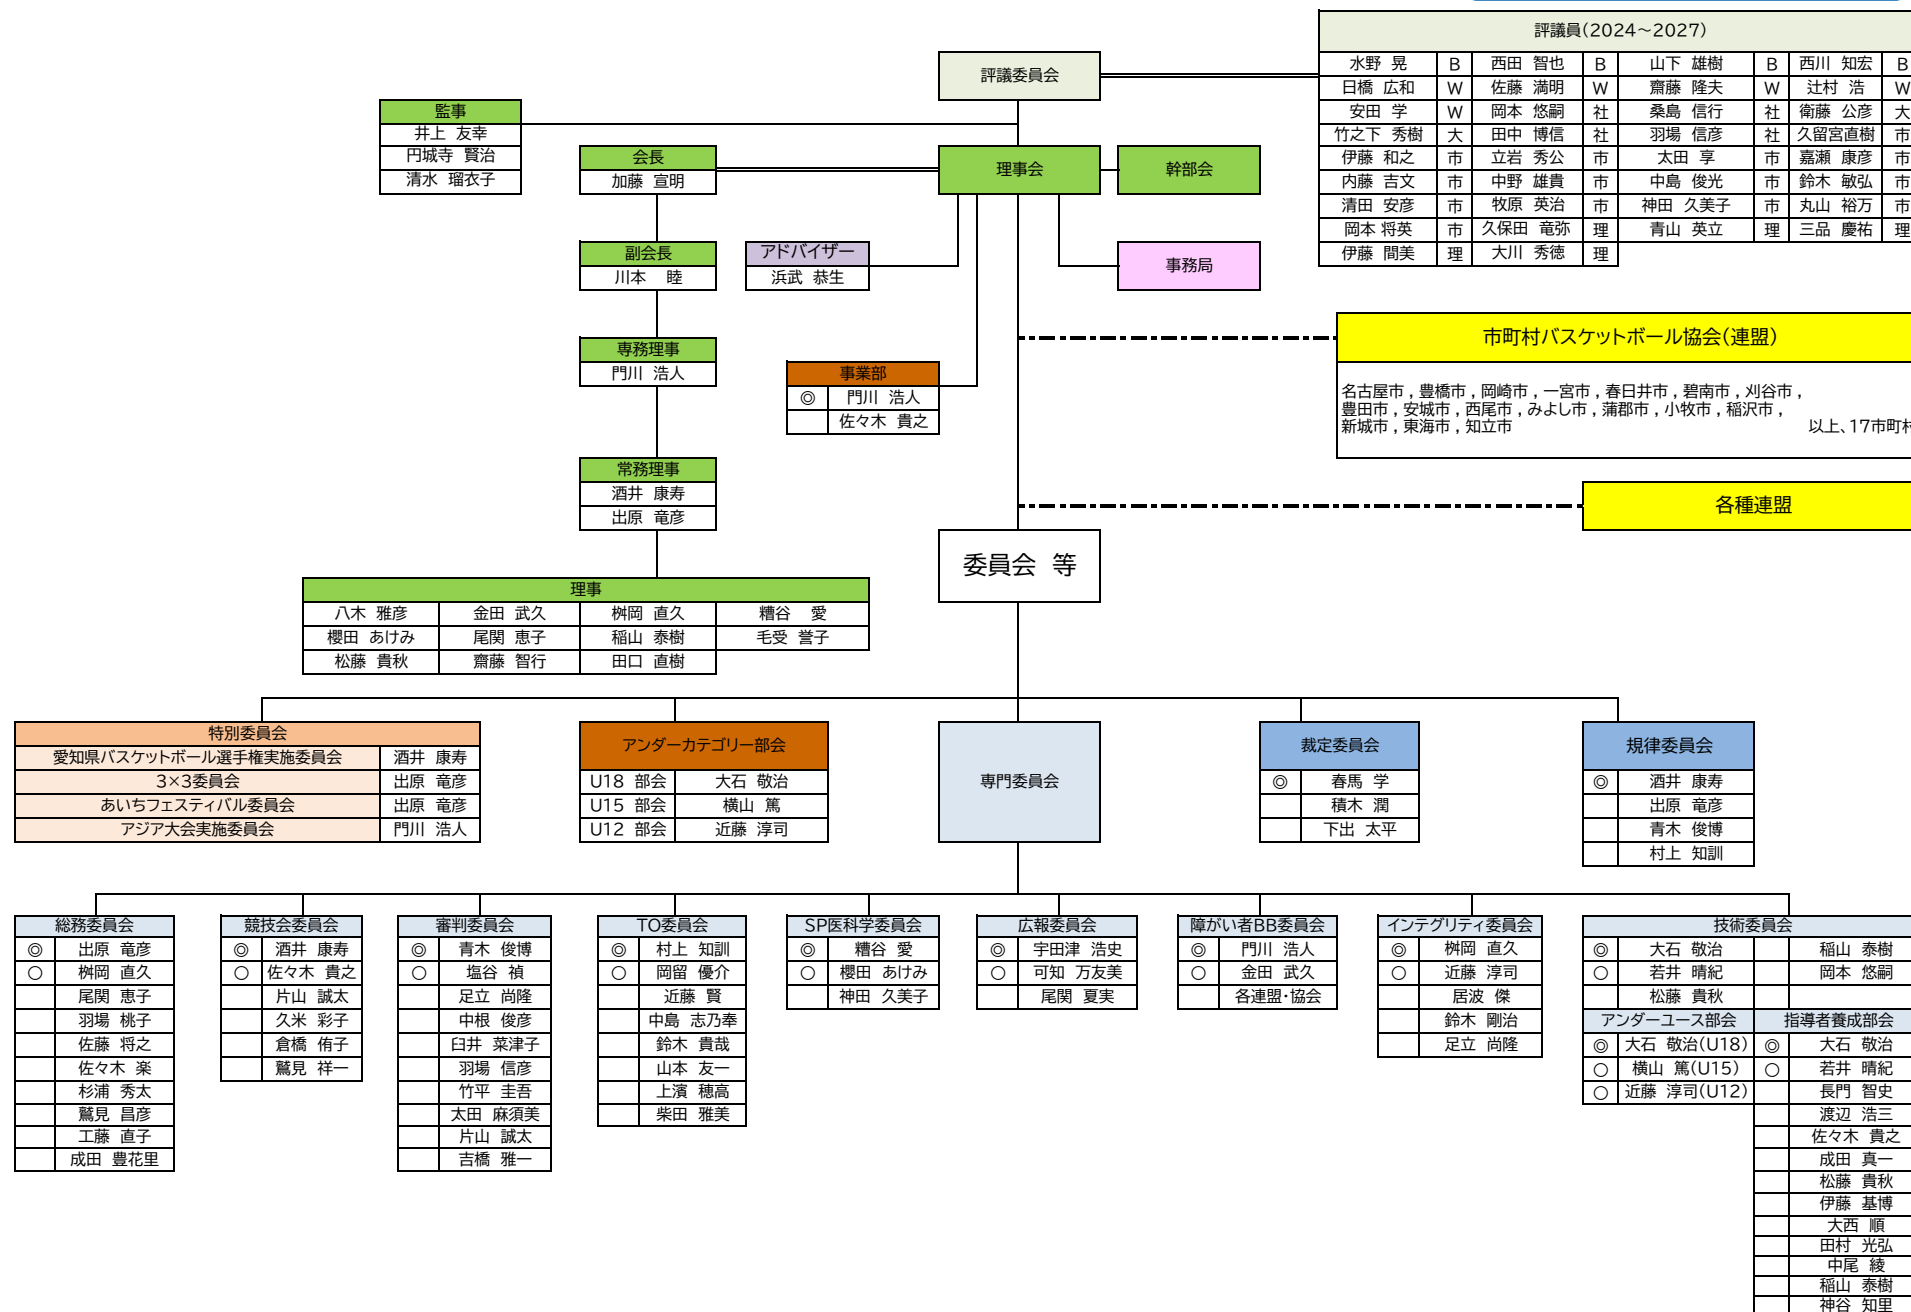 評議員(2024~2027)
水野 晃 B 西田 智也 B 山下 雄樹 B 西川 知宏 B
日橋 広和 W 佐藤 満明 W 齋藤 隆夫 W 辻村 浩 W
安田 学 W 岡本 悠嗣 社 桑島 信行 社 衛藤 公彦 大
竹之下 秀樹 大 田中 博信 社 羽場 信彦 社 久留宮直樹 市
伊藤 和之 市 立岩 秀公 市 太田 享 市 嘉瀬 康彦 市
内藤 吉文 市 中野 雄貴 市 中島 俊光 市 鈴木 敏弘 市
清田 安彦 市 牧原 英治 市 神田 久美子 市 丸山 裕万 市
岡本 将英 市 久保田 竜弥 理 青山 英立 理 三品 慶祐 理
伊藤 間美 理 大川 秀徳 理
評議委員会
監事
井上 友幸
円城寺 賢治
清水 瑠衣子
会長
加藤 宣明
理事会
幹部会
副会長
川本 睦
アドバイザー
浜武 恭生
事務局
専務理事
門川 浩人
事業部
◎ 門川 浩人
佐々木 貴之
市町村バスケットボール協会(連盟)
名古屋市，豊橋市，岡崎市，一宮市，春日井市，碧南市，刈谷市，
豊田市，安城市，西尾市，みよし市，蒲郡市，小牧市，稲沢市，
新城市，東海市，知立市 以上、17市町村
常務理事
酒井 康寿
出原 竜彦
各種連盟
委員会 等
理事
八木 雅彦 金田 武久 桝岡 直久 糟谷 愛
櫻田 あけみ 尾関 恵子 稲山 泰樹 毛受 誉子
松藤 貴秋 齋藤 智行 田口 直樹
特別委員会
愛知県バスケットボール選手権実施委員会 酒井 康寿
3×3委員会 出原 竜彦
あいちフェスティバル委員会 出原 竜彦
アジア大会実施委員会 門川 浩人
アンダーカテゴリー部会
U18 部会 大石 敬治
U15 部会 横山 篤
U12 部会 近藤 淳司
専門委員会
裁定委員会
◎ 春馬 学
積木 潤
下出 太平
規律委員会
◎ 酒井 康寿
出原 竜彦
青木 俊博
村上 知訓
総務委員会
◎ 出原 竜彦
○ 桝岡 直久
尾関 恵子
羽場 桃子
佐藤 将之
佐々木 楽
杉浦 秀太
鷲見 昌彦
工藤 直子
成田 豊花里
競技会委員会
◎ 酒井 康寿
○ 佐々木 貴之
片山 誠太
久米 彩子
倉橋 侑子
鷲見 祥一
審判委員会
◎ 青木 俊博
○ 塩谷 禎
足立 尚隆
中根 俊彦
臼井 菜津子
羽場 信彦
竹平 圭吾
太田 麻須美
片山 誠太
吉橋 雅一
TO委員会
◎ 村上 知訓
○ 岡留 優介
近藤 賢
中島 志乃奉
鈴木 貴哉
山本 友一
上濱 穂高
柴田 雅美
SP医科学委員会
◎ 糟谷 愛
○ 櫻田 あけみ
神田 久美子
広報委員会
◎ 宇田津 浩史
○ 可知 万友美
尾関 夏実
障がい者BB委員会
◎ 門川 浩人
○ 金田 武久
各連盟・協会
インテグリティ委員会
◎ 桝岡 直久
○ 近藤 淳司
居波 傑
鈴木 剛治
足立 尚隆
技術委員会
◎ 大石 敬治 稲山 泰樹
○ 若井 晴紀 岡本 悠嗣
松藤 貴秋
アンダーユース部会
◎ 大石 敬治(U18)
○ 横山 篤(U15)
○ 近藤 淳司(U12)
指導者養成部会
◎ 大石 敬治
○ 若井 晴紀
長門 智史
渡辺 浩三
佐々木 貴之
成田 真一
松藤 貴秋
伊藤 基博
大西 順
田村 光弘
中尾 綾
稲山 泰樹
神谷 知里